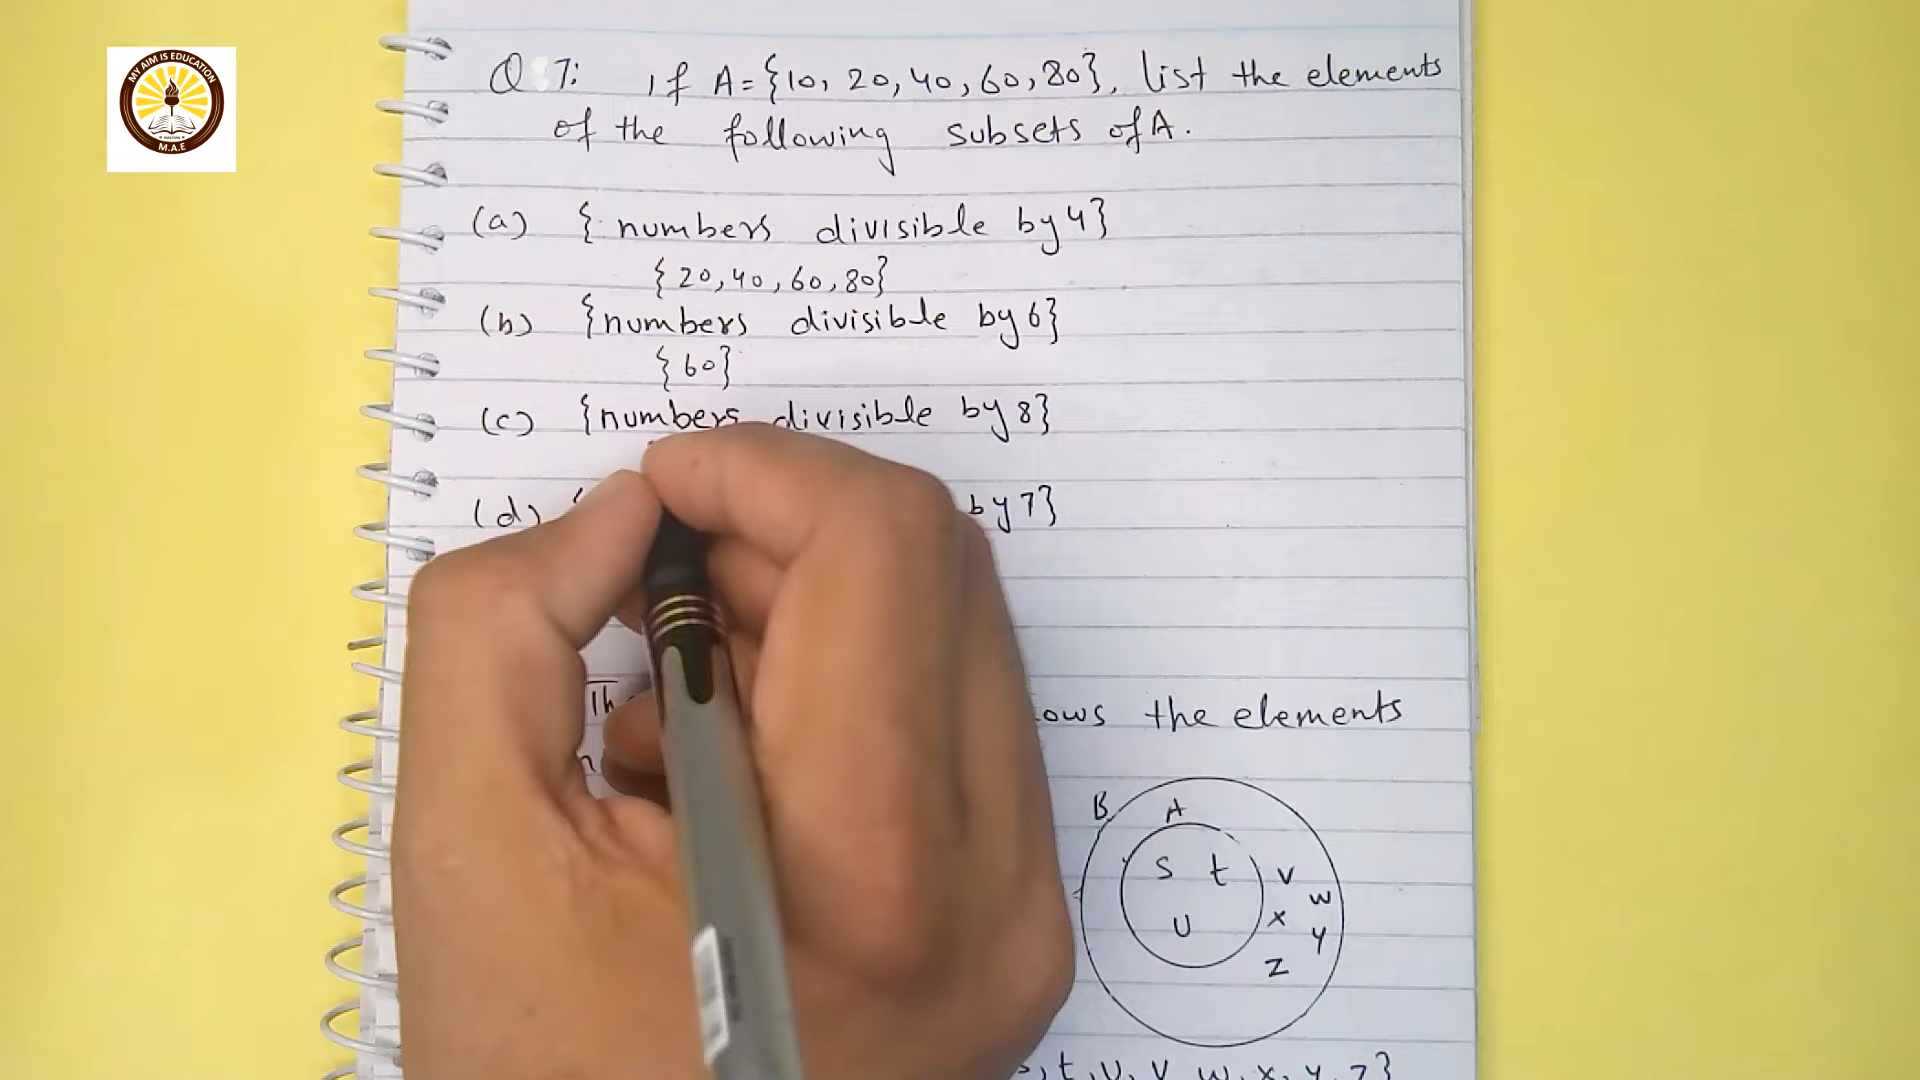 MY AIM IS EDUCATION
M.A.E
Q 7: If A={10, 20, 40, 60, 80}, list the elements
of the following subsets of A.
(a) { numbers divisible by 4}
{ 20, 40, 60, 80}
(b) {numbers divisible by 6}
{ 60}
(c) {numbers divisible by 8}
(d) { by 7}
the elements
B A
s t v
w
U x
y
z
t, U, V, w, x, y, z}